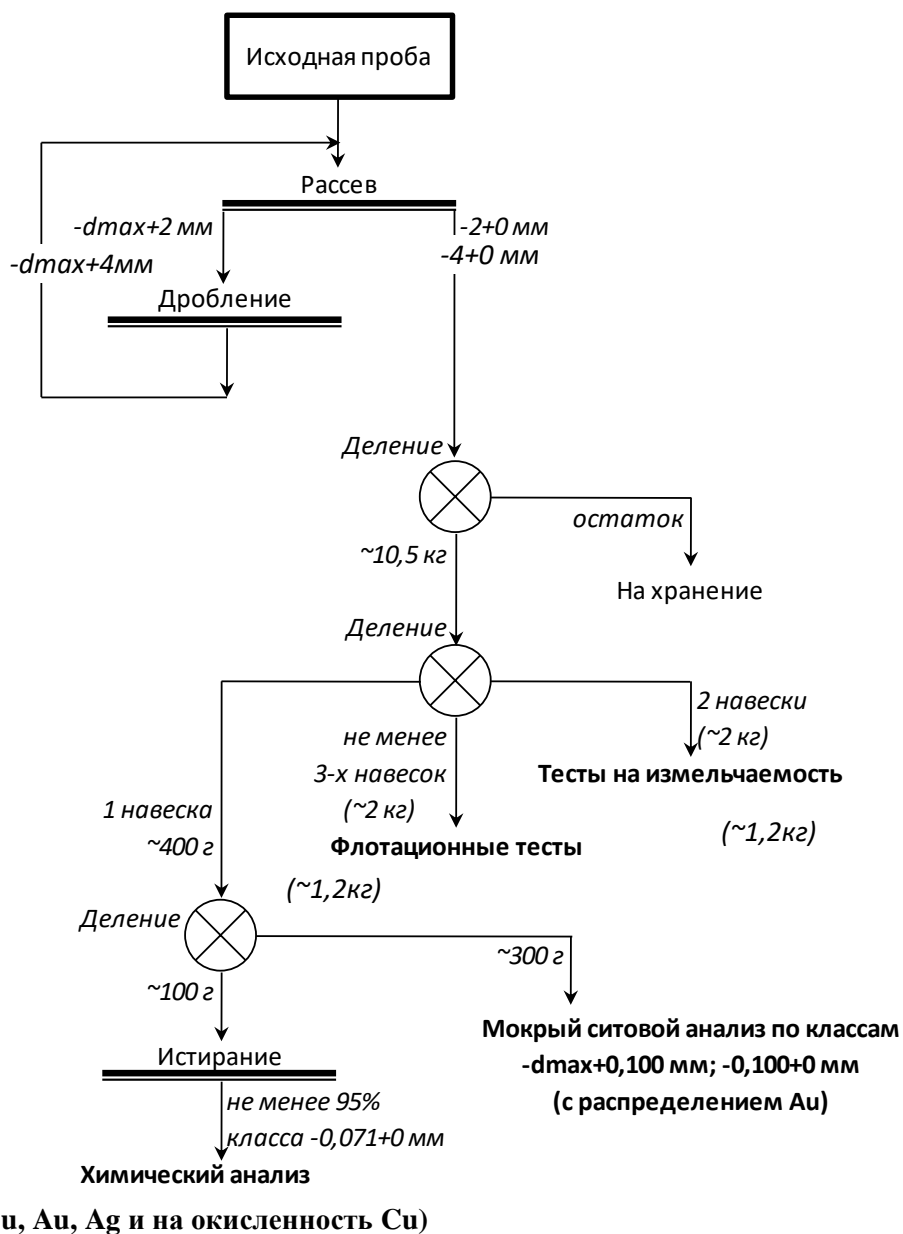 Исходная проба
Рассев
-dmax+2 мм
-2+0 мм
-dmax+4мм
-4+0 мм
Дробление
Деление
остаток
~10,5 кг
На хранение
Деление
2 навески
(~2 кг)
Тесты на измельчаемость
(~1,2кг)
не менее
3-х навесок
(~2 кг)
Флотационные тесты
(~1,2кг)
1 навеска
~400 г
Деление
~300 г
~100 г
Мокрый ситовой анализ по классам
-dmax+0,100 мм; -0,100+0 мм
(с распределением Au)
Истирание
не менее 95%
класса -0,071+0 мм
Химический анализ
u, Au, Ag и на окисленность Cu)